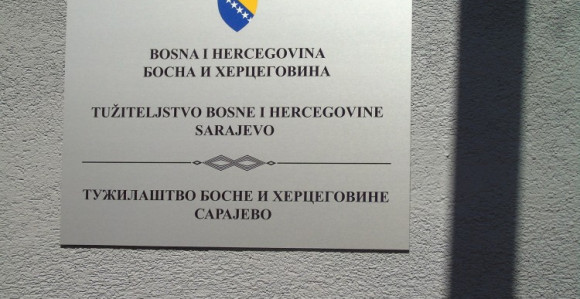 BOSNA I HERCEGOVINA
БОСНА И ХЕРЦЕГОВИНА
TUŽITELJSTVO BOSNE I HERCEGOVINE
SARAJEVO
ТУЖИЛАШТВО БОСНЕ И ХЕРЦЕГОВИНЕ
САРАЈЕВО